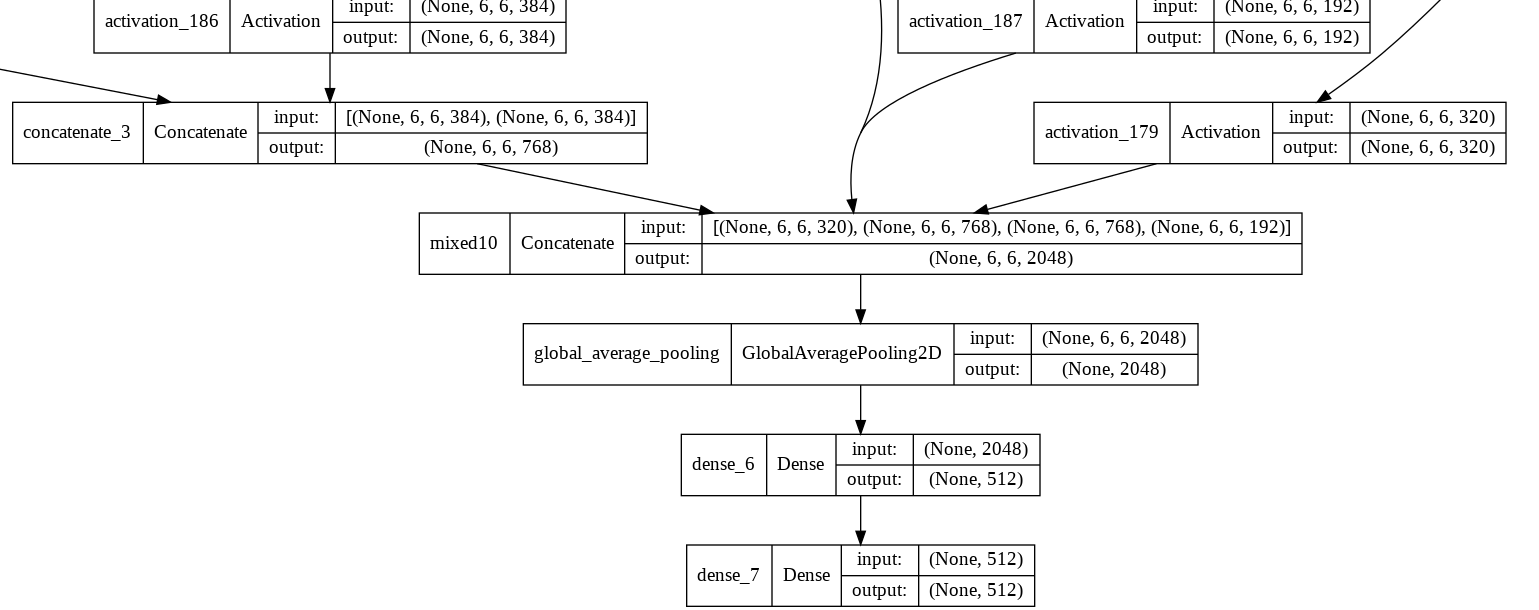 activation_186 Activation input: (None, 6, 6, 384)
output: (None, 6, 6, 384)
activation_187 Activation input: (None, 6, 6, 192)
output: (None, 6, 6, 192)
concatenate_3 Concatenate input: [(None, 6, 6, 384), (None, 6, 6, 384)]
output: (None, 6, 6, 768)
activation_179 Activation input: (None, 6, 6, 320)
output: (None, 6, 6, 320)
mixed10 Concatenate input: [(None, 6, 6, 320), (None, 6, 6, 768), (None, 6, 6, 768), (None, 6, 6, 192)]
output: (None, 6, 6, 2048)
global_average_pooling GlobalAveragePooling2D input: (None, 6, 6, 2048)
output: (None, 2048)
dense_6 Dense input: (None, 2048)
output: (None, 512)
dense_7 Dense input: (None, 512)
output: (None, 512)